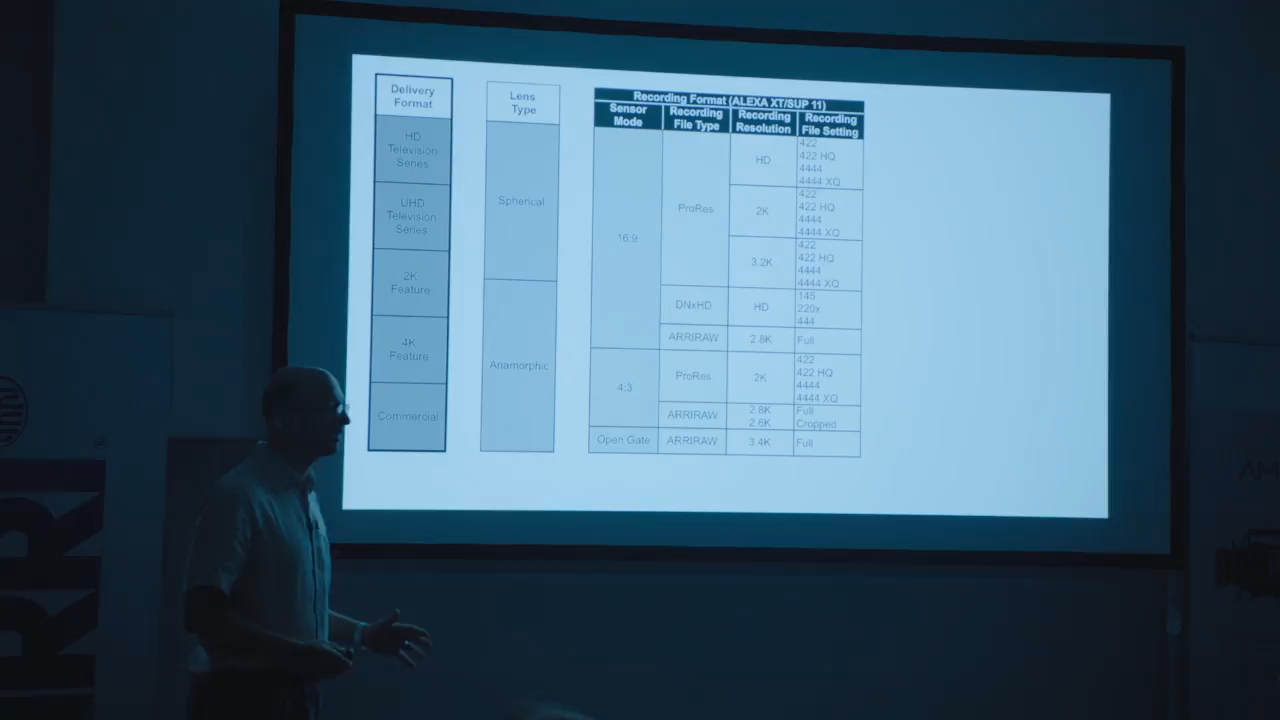 Delivery
Format
HD
Television
Series
UHD
Television
Series
2K
Feature
4K
Feature
Commercial
Lens
Type
Spherical
Anamorphic
Recording Format (ALEXA XT/SUP 11)
Sensor
Mode
Recording
File Type
Recording
Resolution
Recording
File Setting
16:9
ProRes
HD
422
422 HQ
4444
4444 XQ
2K
422
422 HQ
4444
4444 XQ
3.2K
422
422 HQ
4444
4444 XQ
DNxHD
HD
145
220x
444
ARRIRAW
2.8K
Full
4:3
ProRes
2K
422
422 HQ
4444
4444 XQ
ARRIRAW
2.8K
Full
2.6K
Cropped
Open Gate
ARRIRAW
3.4K
Full